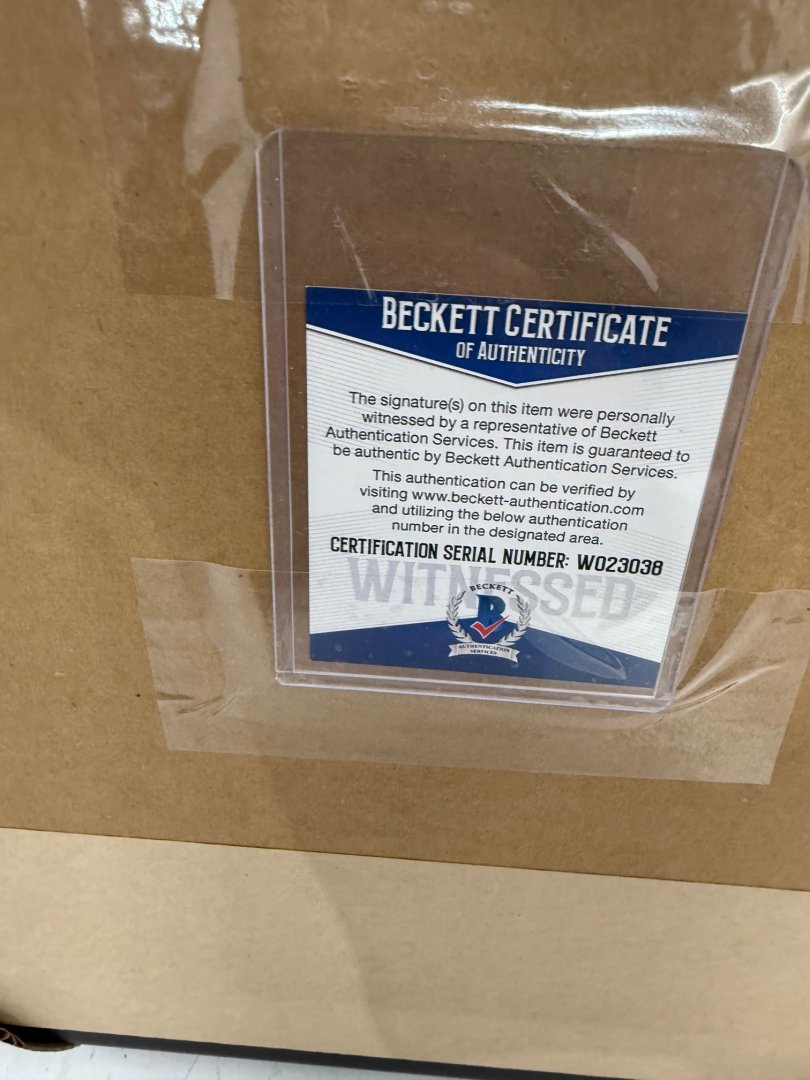 BECKETT CERTIFICATE
OF AUTHENTICITY
The signature(s) on this item were personally
witnessed by a representative of Beckett
Authentication Services. This item is guaranteed to
be authentic by Beckett Authentication Services.
This authentication can be verified by
visiting www.beckett-authentication.com
and utilizing the below authentication
number in the designated area.
CERTIFICATION SERIAL NUMBER: W023038
WITNESSED
BECKETT
B
AUTHENTICATION
SERVICES